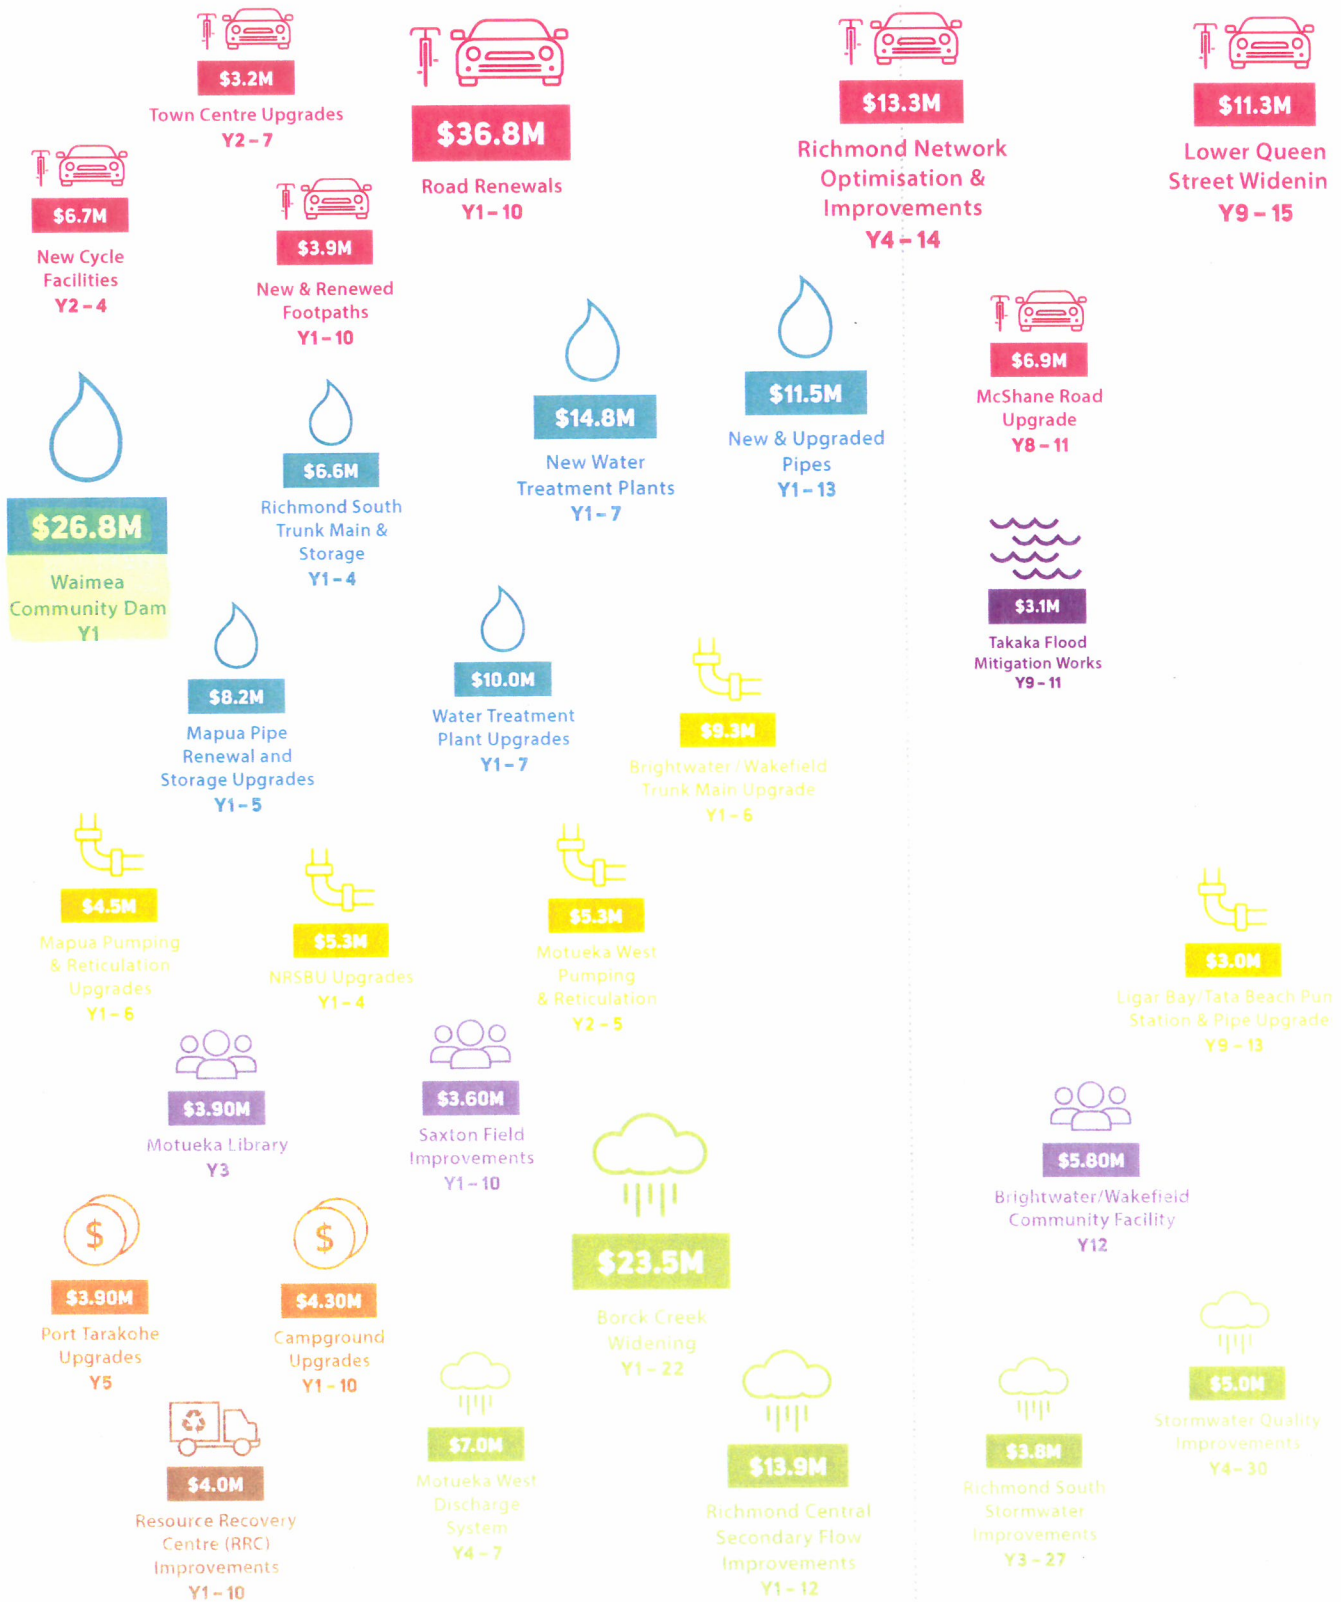 $3.2M
Town Centre Upgrades
Y2 – 7
$36.8M
Road Renewals
Y1 – 10
$13.3M
Richmond Network
Optimisation &
Improvements
Y4 – 14
$11.3M
Lower Queen
Street Widenin
Y9 – 15
$6.7M
New Cycle
Facilities
Y2 – 4
$3.9M
New & Renewed
Footpaths
Y1 – 10
$6.9M
McShane Road
Upgrade
Y8 – 11
$26.8M
Waimea
Community Dam
Y1
$6.6M
Richmond South
Trunk Main &
Storage
Y1 – 4
$14.8M
New Water
Treatment Plants
Y1 – 7
$11.5M
New & Upgraded
Pipes
Y1 – 13
$3.1M
Takaka Flood
Mitigation Works
Y9 – 11
$8.2M
Mapua Pipe
Renewal and
Storage Upgrades
Y1 – 5
$10.0M
Water Treatment
Plant Upgrades
Y1 – 7
$9.3M
Brightwater / Wakefield
Trunk Main Upgrade
Y1 – 6
$4.5M
Mapua Pumping
& Reticulation
Upgrades
Y1 – 6
$5.3M
NRSBU Upgrades
Y1 – 4
$5.3M
Motueka West
Pumping
& Reticulation
Y2 – 5
$3.0M
Ligar Bay/Tata Beach Pun
Station & Pipe Upgrade
Y9 – 13
$3.90M
Motueka Library
Y3
$3.60M
Saxton Field
Improvements
Y1 – 10
$5.80M
Brightwater/Wakefield
Community Facility
Y12
$3.90M
Port Tarakohe
Upgrades
Y5
$4.30M
Campground
Upgrades
Y1 – 10
$23.5M
Borck Creek
Widening
Y1 – 22
$5.0M
Stormwater Quality
Improvements
Y4 – 30
$4.0M
Resource Recovery
Centre (RRC)
Improvements
Y1 – 10
$7.0M
Motueka West
Discharge
System
Y4 – 7
$13.9M
Richmond Central
Secondary Flow
Improvements
Y1 – 12
$3.8M
Richmond South
Stormwater
Improvements
Y3 – 27